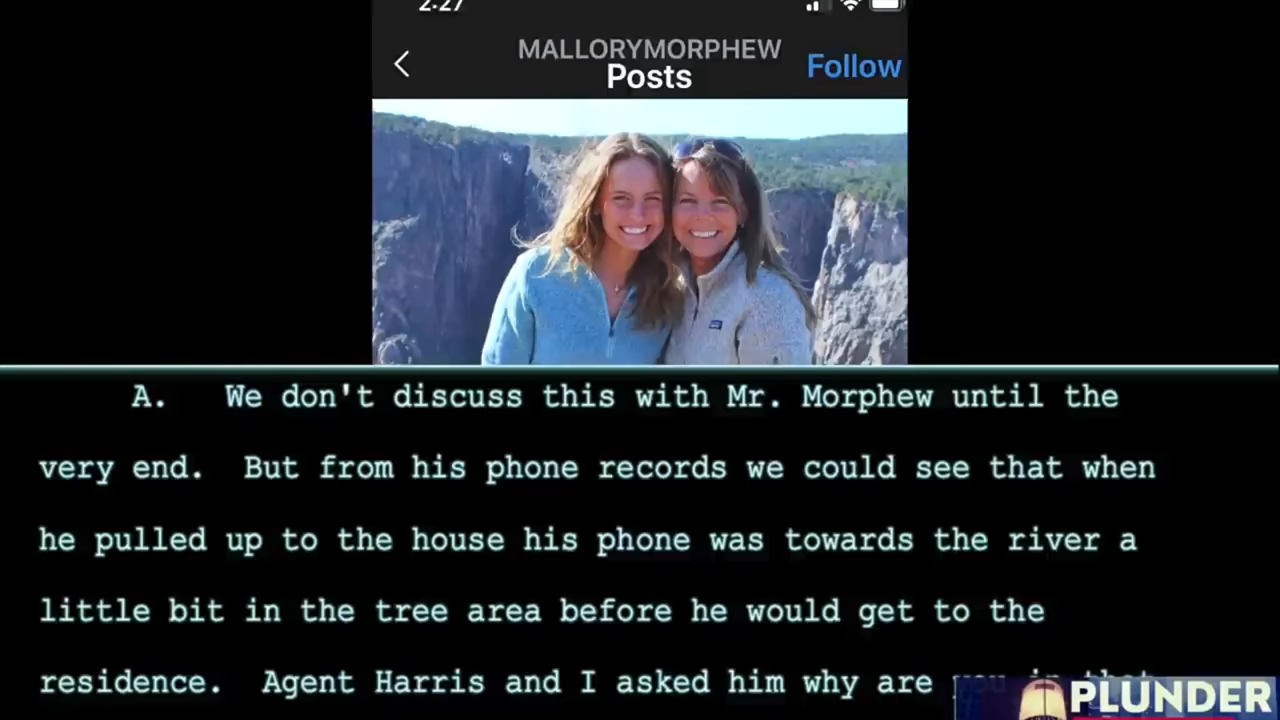 2:27
MALLORYMORPHEW
Posts
Follow
A. We don't discuss this with Mr. Morphew until the
very end. But from his phone records we could see that when
he pulled up to the house his phone was towards the river a
little bit in the tree area before he would get to the
residence. Agent Harris and I asked him why are you in that
PLUNDER